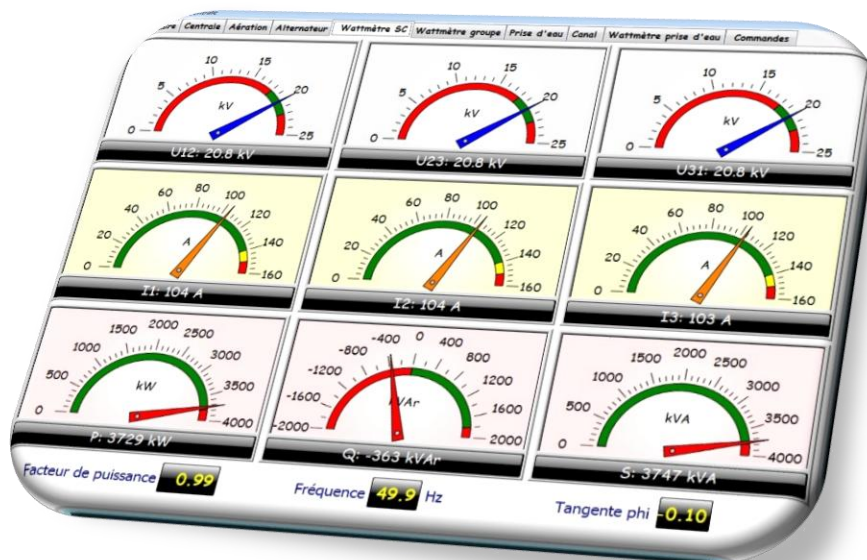 Centrale Aération Alternateur Wattmètre SC Wattmètre groupe Prise d'eau Canal Wattmètre prise d'eau Commandes
0 5 10 15 20 25 kV
0 5 10 15 20 25 kV
0 5 10 15 20 25 kV
U12: 20.8 kV U23: 20.8 kV U31: 20.8 kV
0 20 40 60 80 100 120 140 160 A
0 20 40 60 80 100 120 140 160 A
0 20 40 60 80 100 120 140 160 A
I1: 104 A I2: 104 A I3: 103 A
0 500 1000 1500 2000 2500 3000 3500 4000 kW
-2000 -1600 -1200 -800 -400 0 400 800 1200 1600 2000 kVAr
0 500 1000 1500 2000 2500 3000 3500 4000 kVA
P: 3729 kW Q: -363 kVAr S: 3747 kVA
Facteur de puissance 0.99 Fréquence 49.9 Hz Tangente phi -0.10